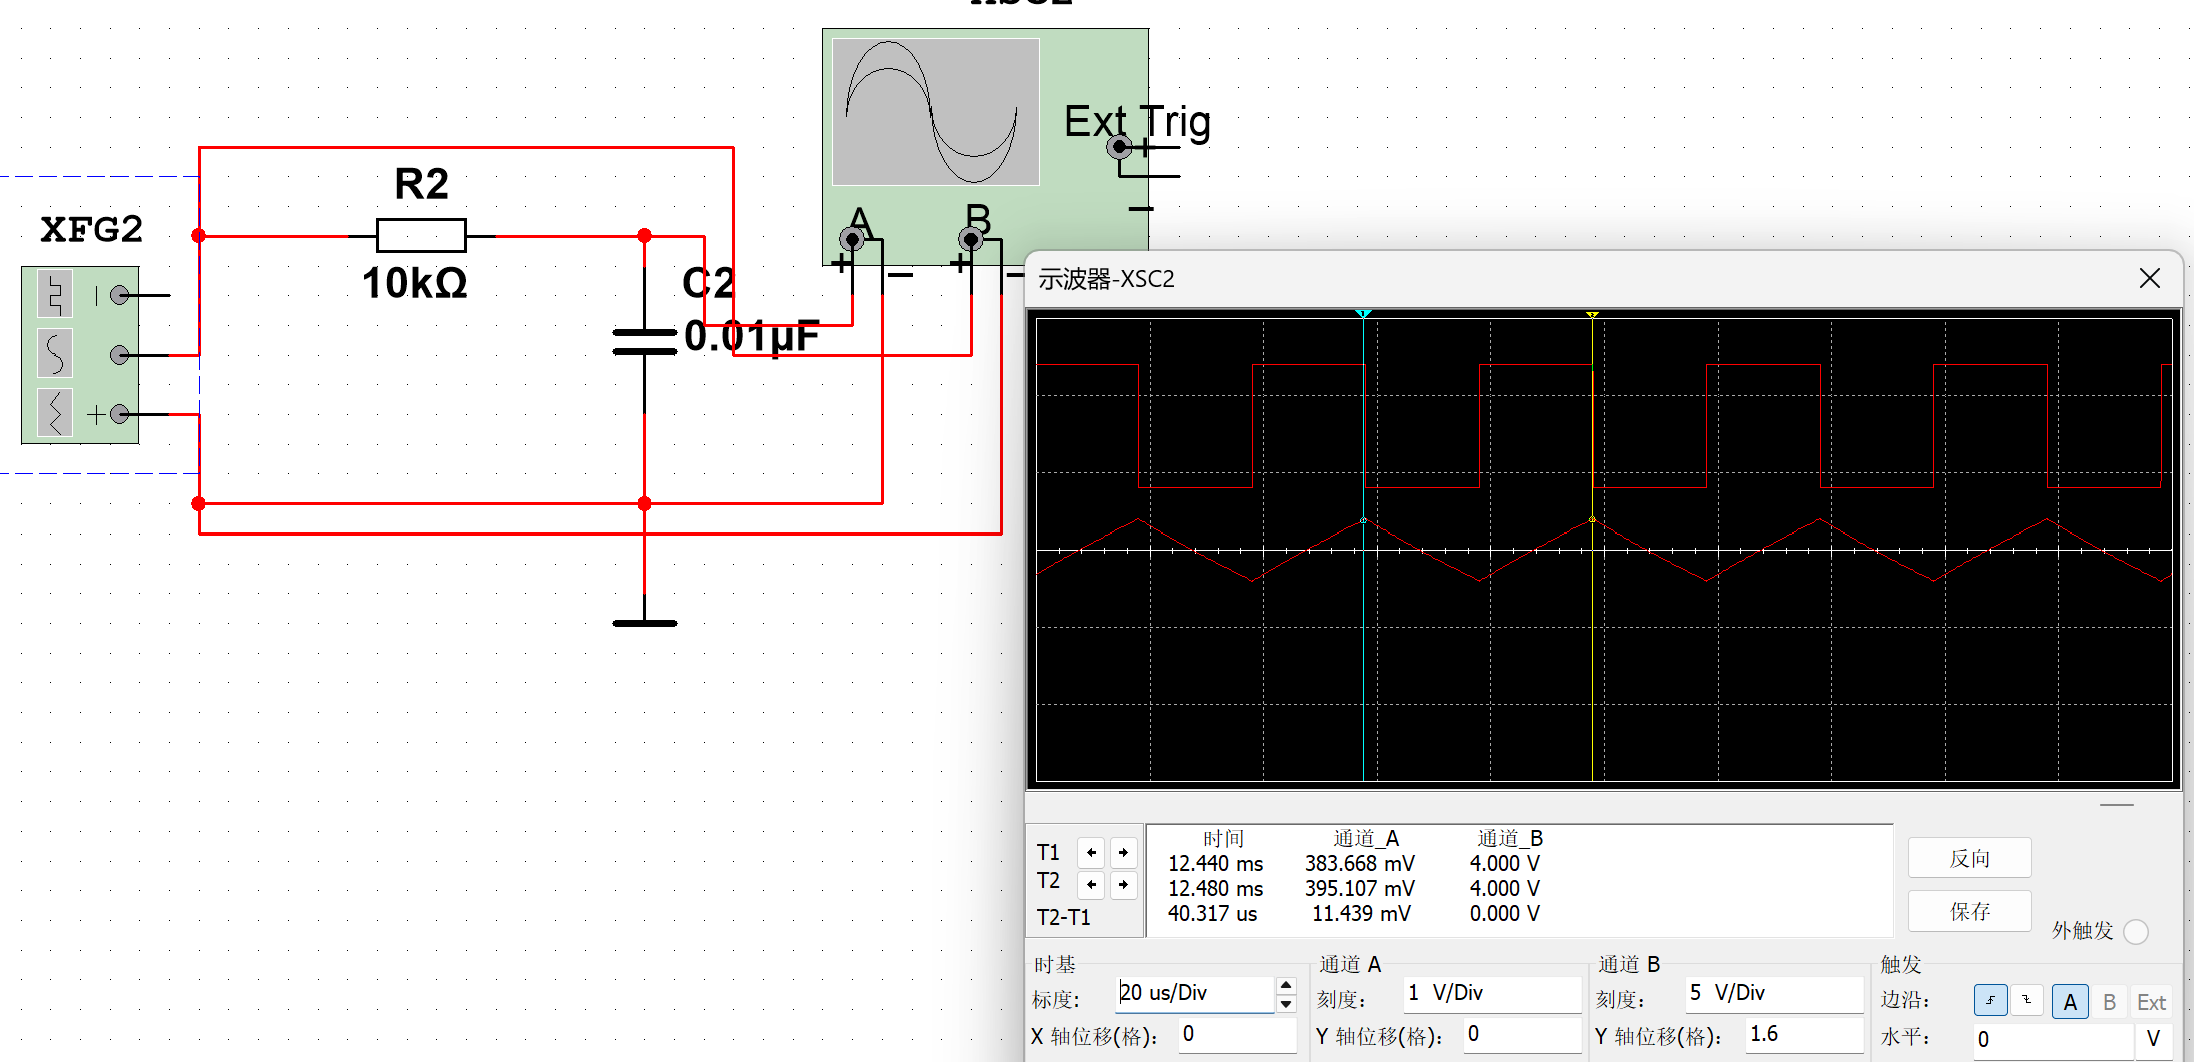 Ext Trig
+
R2
XFG2
A
B
10kΩ
C2
0.01μF
+
+
示波器-XSC2
时间 通道_A 通道_B
T1 12.440 ms 383.668 mV 4.000 V
T2 12.480 ms 395.107 mV 4.000 V
T2-T1 40.317 us 11.439 mV 0.000 V
反向
保存
外触发
时基
标度: 20 us/Div
X 轴位移(格): 0
通道 A
刻度: 1 V/Div
Y 轴位移(格): 0
通道 B
刻度: 5 V/Div
Y 轴位移(格): 1.6
触发
边沿: A B Ext
水平: 0 V